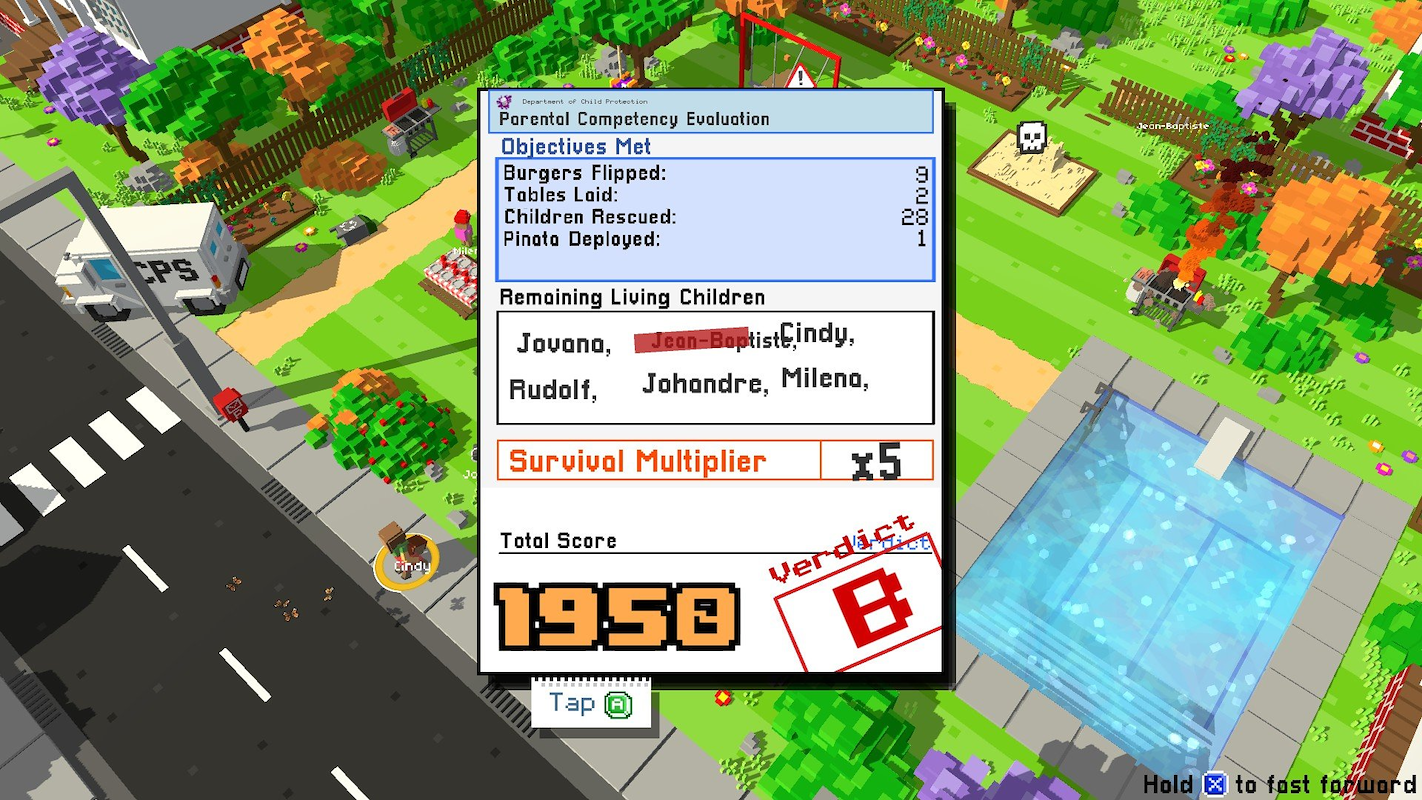 Department of Child Protection
Parental Competency Evaluation
Objectives Met
Burgers Flipped: 9
Tables Laid: 2
Children Rescued: 28
Pinata Deployed: 1
Remaining Living Children
Jovana, Jean-Baptiste, Cindy,
Rudolf, Johandre, Milena,
Survival Multiplier x5
Total Score Verdict
1950
Verdict
B
Tap A
Hold X to fast forward
CPS
Jean-Baptiste
Cindy
!